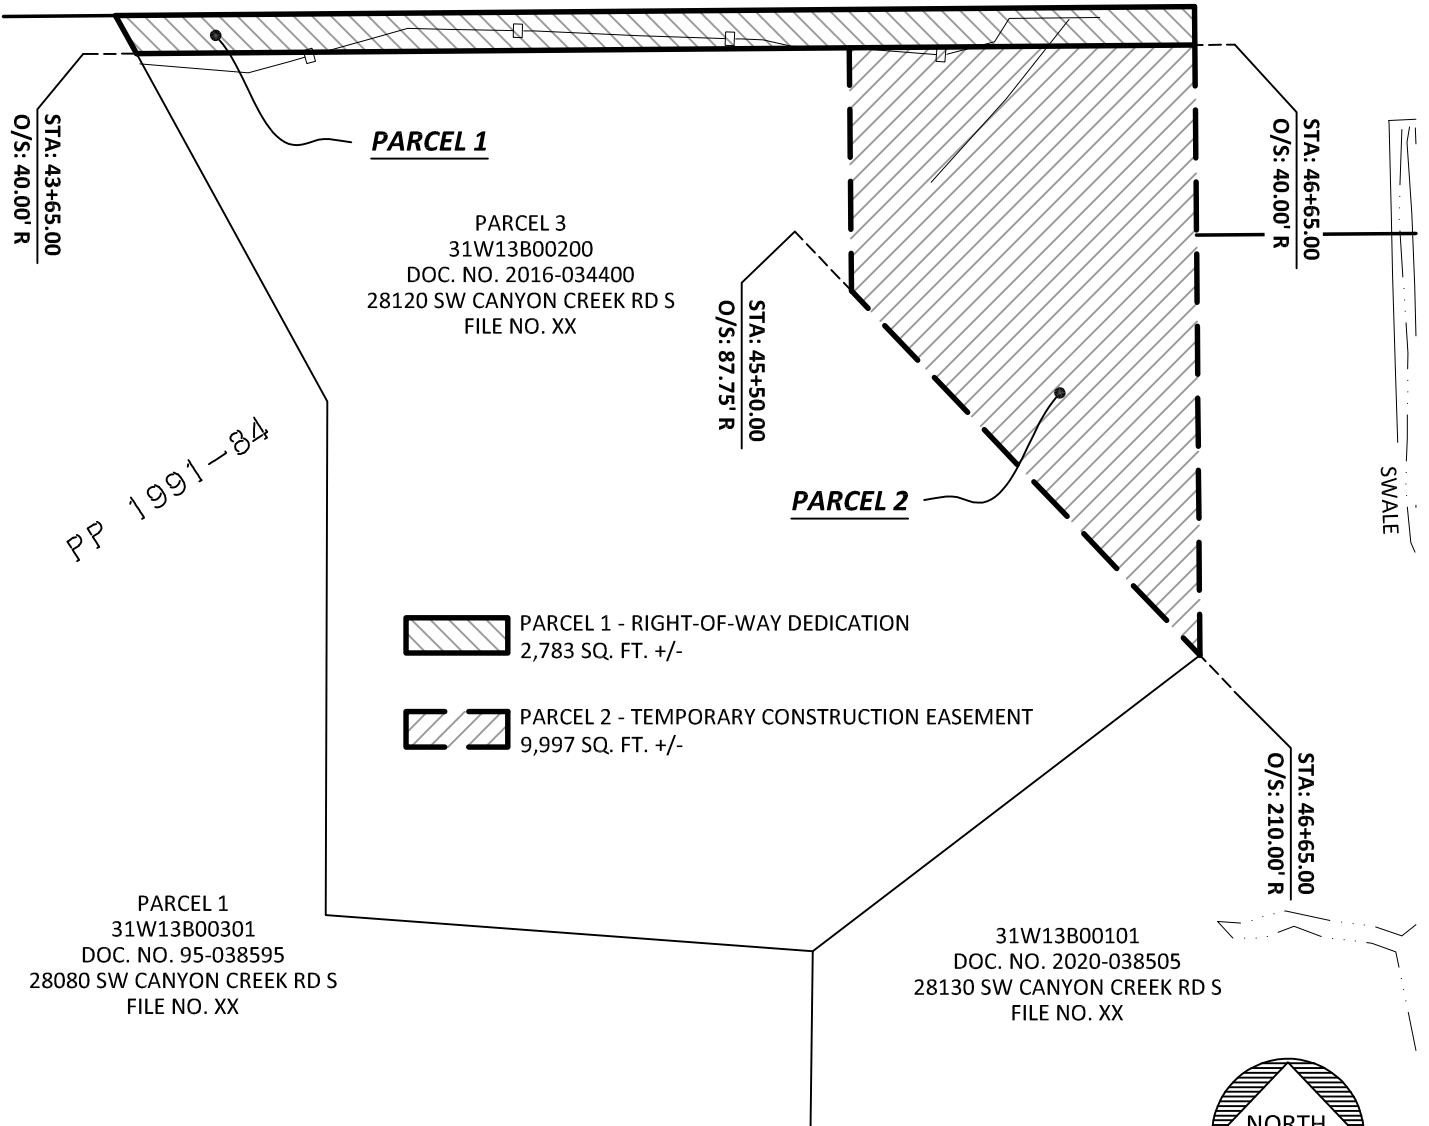 STA: 43+65.00
O/S: 40.00' R
PARCEL 1
STA: 46+65.00
O/S: 40.00' R
PARCEL 3
31W13B00200
DOC. NO. 2016-034400
28120 SW CANYON CREEK RD S
FILE NO. XX
STA: 45+50.00
O/S: 87.75' R
PP 1991-84
PARCEL 2
SWALE
PARCEL 1 - RIGHT-OF-WAY DEDICATION
2,783 SQ. FT. +/-
PARCEL 2 - TEMPORARY CONSTRUCTION EASEMENT
9,997 SQ. FT. +/-
STA: 46+65.00
O/S: 210.00' R
PARCEL 1
31W13B00301
DOC. NO. 95-038595
28080 SW CANYON CREEK RD S
FILE NO. XX
31W13B00101
DOC. NO. 2020-038505
28130 SW CANYON CREEK RD S
FILE NO. XX
NORTH